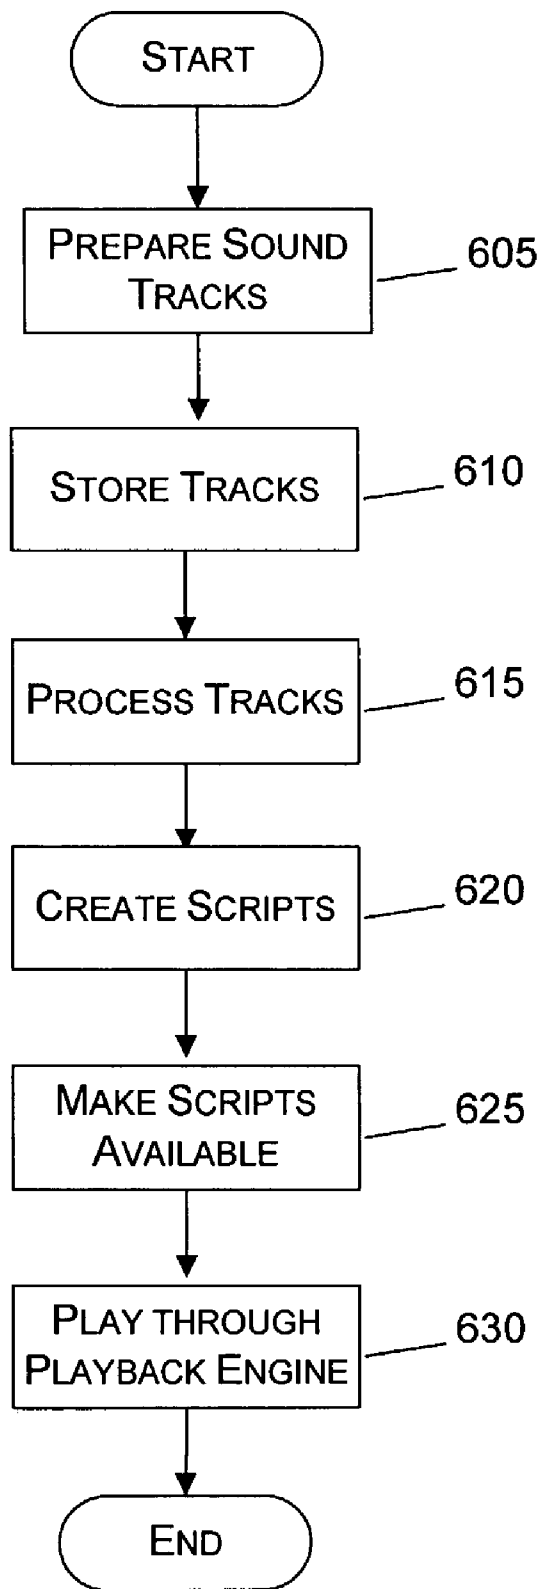 START
PREPARE SOUND
TRACKS
605
STORE TRACKS
610
PROCESS TRACKS
615
CREATE SCRIPTS
620
MAKE SCRIPTS
AVAILABLE
625
PLAY THROUGH
PLAYBACK ENGINE
630
END